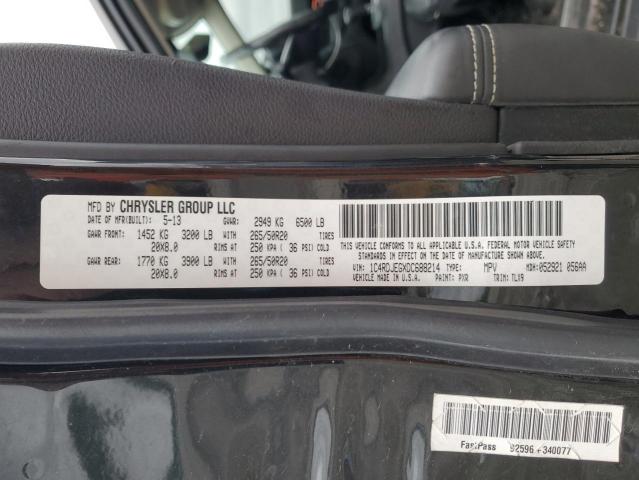 MFD BY CHRYSLER GROUP LLC
DATE OF MFR(BUILT): 5-13 GVWR: 2949 KG 6500 LB
GAWR FRONT: 1452 KG 3200 LB WITH 265/50R20
20X8.0 RIMS AT 250 KPA ( 36 PSI) COLD
GAWR REAR: 1770 KG 3900 LB WITH 265/50R20
20X8.0 RIMS AT 250 KPA ( 36 PSI) COLD
THIS VEHICLE CONFORMS TO ALL APPLICABLE U.S.A. FEDERAL MOTOR VEHICLE SAFETY
STANDARDS IN EFFECT ON THE DATE OF MANUFACTURE SHOWN ABOVE.
VIN: 1C4RDJEGXDC688214 TYPE: MPV MDH: 052921 056AA
VEHICLE MADE IN U.S.A. PAINT: PXR TRIM: TLX9
FastPass 92596 +340077